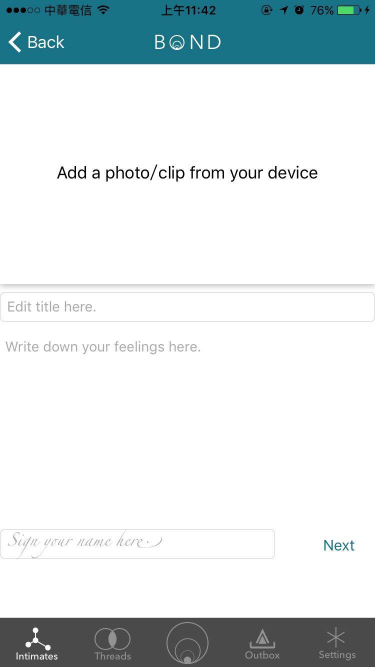 中華電信 上午11:42 76%
Back BOND
Add a photo/clip from your device
Edit title here.
Write down your feelings here.
Sign your name here
Next
Intimates Threads Outbox Settings